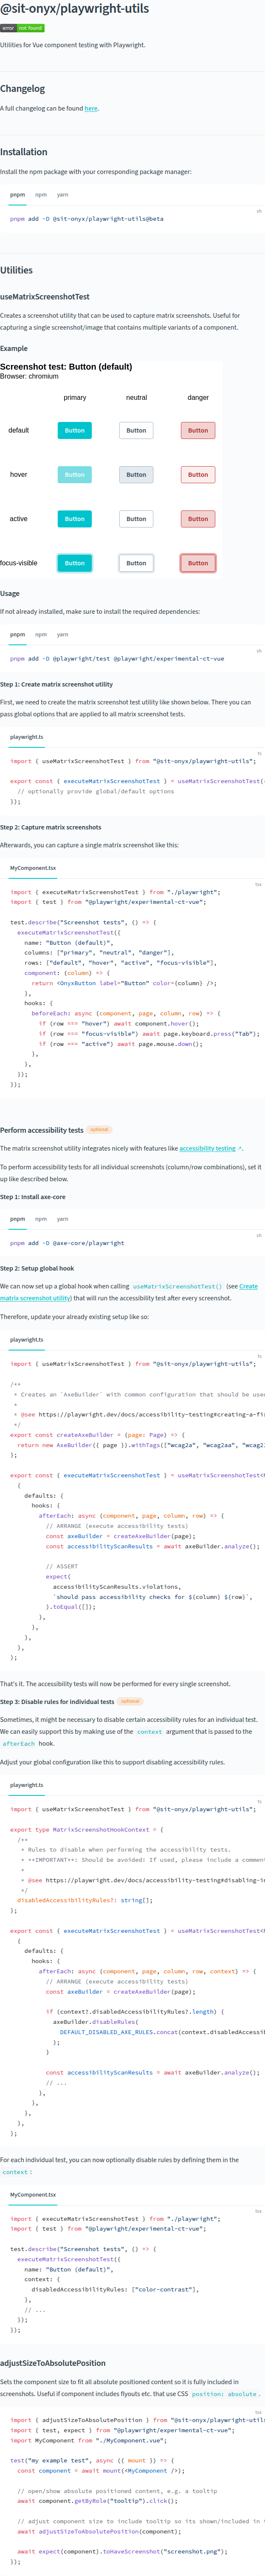 @sit-onyx/playwright-utils
error not found
Utilities for Vue component testing with Playwright.
Changelog
A full changelog can be found here.
Installation
Install the npm package with your corresponding package manager:
pnpm npm yarn
sh
pnpm add -D @sit-onyx/playwright-utils@beta
Utilities
useMatrixScreenshotTest
Creates a screenshot utility that can be used to capture matrix screenshots. Useful for
capturing a single screenshot/image that contains multiple variants of a component.
Example
Screenshot test: Button (default)
Browser: chromium
primary neutral danger
default Button Button Button
hover Button Button Button
active Button Button Button
focus-visible Button Button Button
Usage
If not already installed, make sure to install the required dependencies:
pnpm npm yarn
sh
pnpm add -D @playwright/test @playwright/experimental-ct-vue
Step 1: Create matrix screenshot utility
First, we need to create the matrix screenshot test utility like shown below. There you can
pass global options that are applied to all matrix screenshot tests.
playwright.ts
ts
import { useMatrixScreenshotTest } from "@sit-onyx/playwright-utils";
export const { executeMatrixScreenshotTest } = useMatrixScreenshotTest(
// optionally provide global/default options
});
Step 2: Capture matrix screenshots
Afterwards, you can capture a single matrix screenshot like this:
MyComponent.tsx
tsx
import { executeMatrixScreenshotTest } from "./playwright";
import { test } from "@playwright/experimental-ct-vue";
test.describe("Screenshot tests", () => {
executeMatrixScreenshotTest({
name: "Button (default)",
columns: ["primary", "neutral", "danger"],
rows: ["default", "hover", "active", "focus-visible"],
component: (column) => {
return <OnyxButton label="Button" color={column} />;
},
hooks: {
beforeEach: async (component, page, column, row) => {
if (row === "hover") await component.hover();
if (row === "focus-visible") await page.keyboard.press("Tab");
if (row === "active") await page.mouse.down();
},
},
});
});
Perform accessibility tests optional
The matrix screenshot utility integrates nicely with features like accessibility testing ↗.
To perform accessibility tests for all individual screenshots (column/row combinations), set it
up like described below.
Step 1: Install axe-core
pnpm npm yarn
sh
pnpm add -D @axe-core/playwright
Step 2: Setup global hook
We can now set up a global hook when calling useMatrixScreenshotTest() (see Create
matrix screenshot utility) that will run the accessibility test after every screenshot.
Therefore, update your already existing setup like so:
playwright.ts
ts
import { useMatrixScreenshotTest } from "@sit-onyx/playwright-utils";
/**
* Creates an `AxeBuilder` with common configuration that should be used
*
* @see https://playwright.dev/docs/accessibility-testing#creating-a-fi
*/
export const createAxeBuilder = (page: Page) => {
return new AxeBuilder({ page }).withTags(["wcag2a", "wcag2aa", "wcag2
};
export const { executeMatrixScreenshotTest } = useMatrixScreenshotTest<
{
defaults: {
hooks: {
afterEach: async (component, page, column, row) => {
// ARRANGE (execute accessibility tests)
const axeBuilder = createAxeBuilder(page);
const accessibilityScanResults = await axeBuilder.analyze();
// ASSERT
expect(
accessibilityScanResults.violations,
`should pass accessibility checks for ${column} ${row}`,
).toEqual([]);
},
},
},
},
);
That's it. The accessibility tests will now be performed for every single screenshot.
Step 3: Disable rules for individual tests optional
Sometimes, it might be necessary to disable certain accessibility rules for an individual test.
We can easily support this by making use of the context argument that is passed to the
afterEach hook.
Adjust your global configuration like this to support disabling accessibility rules.
playwright.ts
ts
import { useMatrixScreenshotTest } from "@sit-onyx/playwright-utils";
export type MatrixScreenshotHookContext = {
/**
* Rules to disable when performing the accessibility tests.
* **IMPORTANT**: Should be avoided! If used, please include a comment
*
* @see https://playwright.dev/docs/accessibility-testing#disabling-in
*/
disabledAccessibilityRules?: string[];
};
export const { executeMatrixScreenshotTest } = useMatrixScreenshotTest<
{
defaults: {
hooks: {
afterEach: async (component, page, column, row, context) => {
// ARRANGE (execute accessibility tests)
const axeBuilder = createAxeBuilder(page);
if (context?.disabledAccessibilityRules?.length) {
axeBuilder.disableRules(
DEFAULT_DISABLED_AXE_RULES.concat(context.disabledAccessib
);
}
const accessibilityScanResults = await axeBuilder.analyze();
// ...
},
},
},
},
);
For each individual test, you can now optionally disable rules by defining them in the
context:
MyComponent.tsx
tsx
import { executeMatrixScreenshotTest } from "./playwright";
import { test } from "@playwright/experimental-ct-vue";
test.describe("Screenshot tests", () => {
executeMatrixScreenshotTest({
name: "Button (default)",
context: {
disabledAccessibilityRules: ["color-contrast"],
},
// ...
});
});
adjustSizeToAbsolutePosition
Sets the component size to fit all absolute positioned content so it is fully included in
screenshots. Useful if component includes flyouts etc. that use CSS position: absolute.
tsx
import { adjustSizeToAbsolutePosition } from "@sit-onyx/playwright-util
import { test, expect } from "@playwright/experimental-ct-vue";
import MyComponent from "./MyComponent.vue";
test("my example test", async ({ mount }) => {
const component = await mount(<MyComponent />);
// open/show absolute positioned content, e.g. a tooltip
await component.getByRole("tooltip").click();
// adjust component size to include tooltip so its shown/included in
await adjustSizeToAbsolutePosition(component);
await expect(component).toHaveScreenshot("screenshot.png");
});